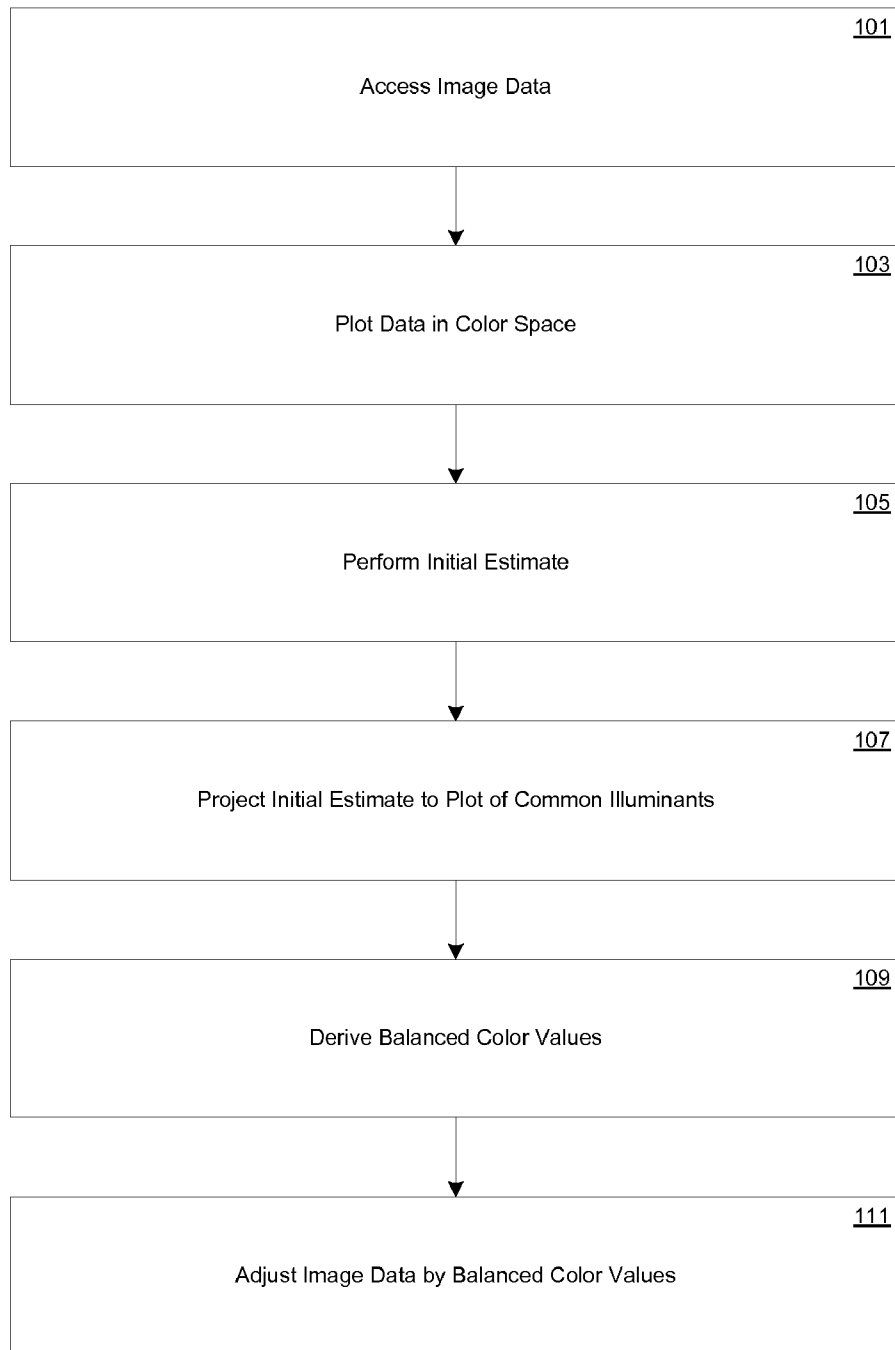 101
Access Image Data
103
Plot Data in Color Space
105
Perform Initial Estimate
107
Project Initial Estimate to Plot of Common Illuminants
109
Derive Balanced Color Values
111
Adjust Image Data by Balanced Color Values